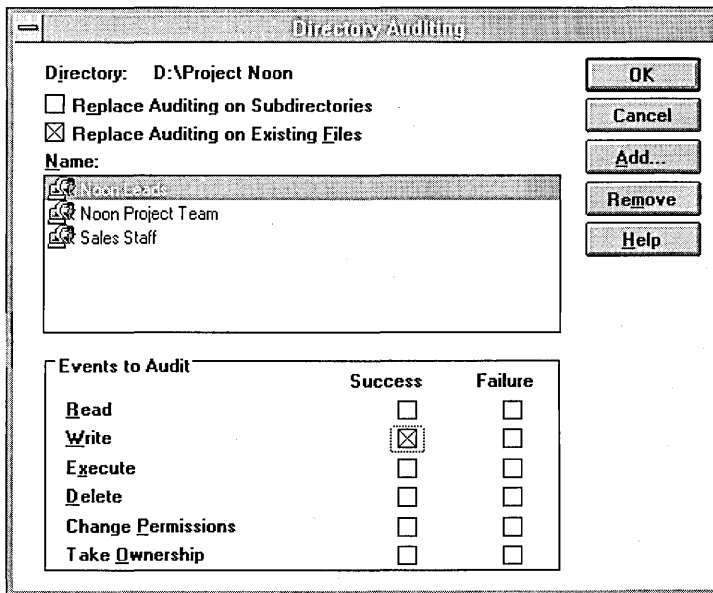 Directory Auditing
Directory: D:\Project Noon
Replace Auditing on Subdirectories
Replace Auditing on Existing Files
Name:
Noon Leads
Noon Project Team
Sales Staff
OK
Cancel
Add...
Remove
Help
Events to Audit
Success Failure
Read
Write
Execute
Delete
Change Permissions
Take Ownership